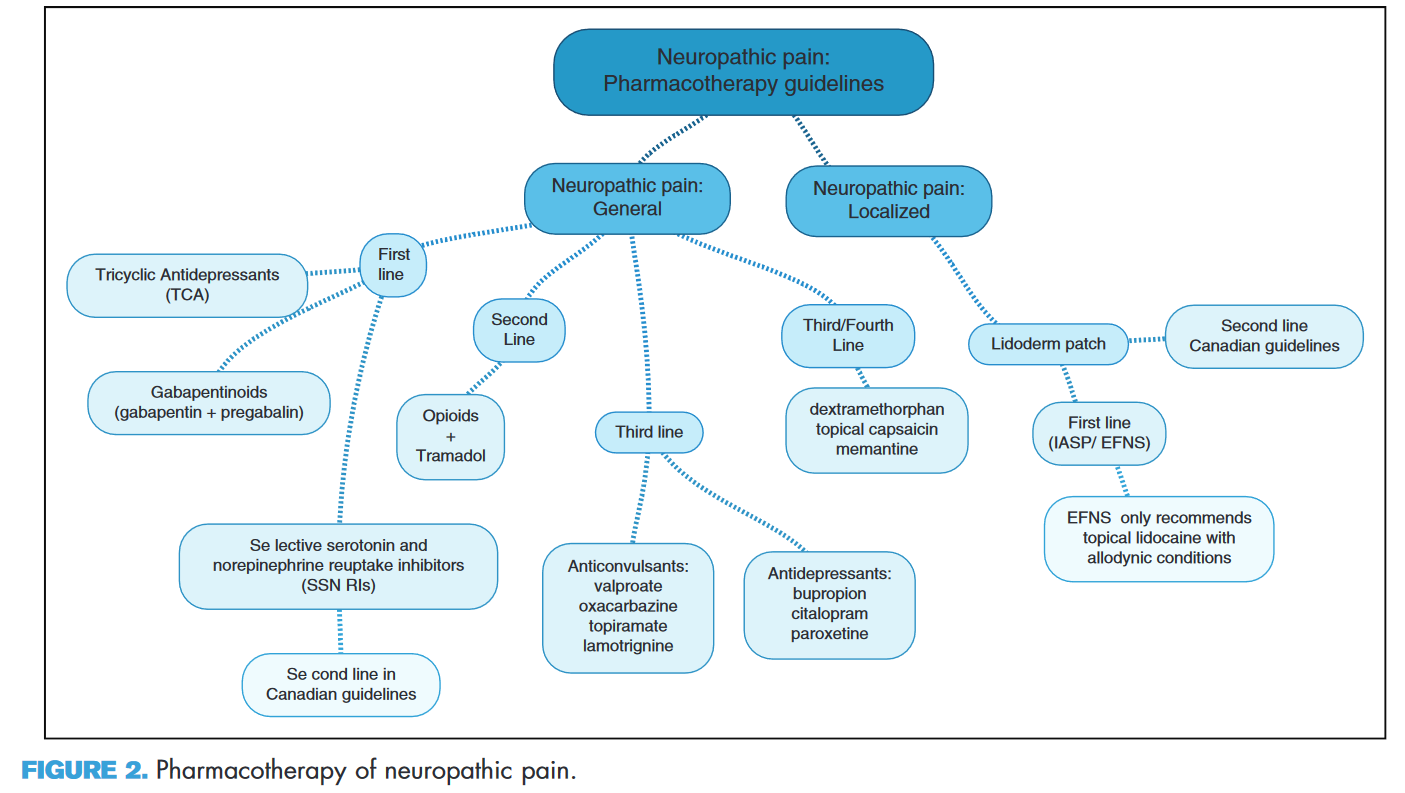 Neuropathic pain:
Pharmacotherapy guidelines
Neuropathic pain:
General
Neuropathic pain:
Localized
First
line
Tricyclic Antidepressants
(TCA)
Gabapentinoids
(gabapentin + pregabalin)
Se lective serotonin and
norepinephrine reuptake inhibitors
(SSN RIs)
Se cond line in
Canadian guidelines
Second
Line
Opioids
+
Tramadol
Third line
Anticonvulsants:
valproate
oxacarbazine
topiramate
lamotrignine
Antidepressants:
bupropion
citalopram
paroxetine
Third/Fourth
Line
dextramethorphan
topical capsaicin
memantine
Lidoderm patch
Second line
Canadian guidelines
First line
(IASP/ EFNS)
EFNS only recommends
topical lidocaine with
allodynic conditions
FIGURE 2. Pharmacotherapy of neuropathic pain.